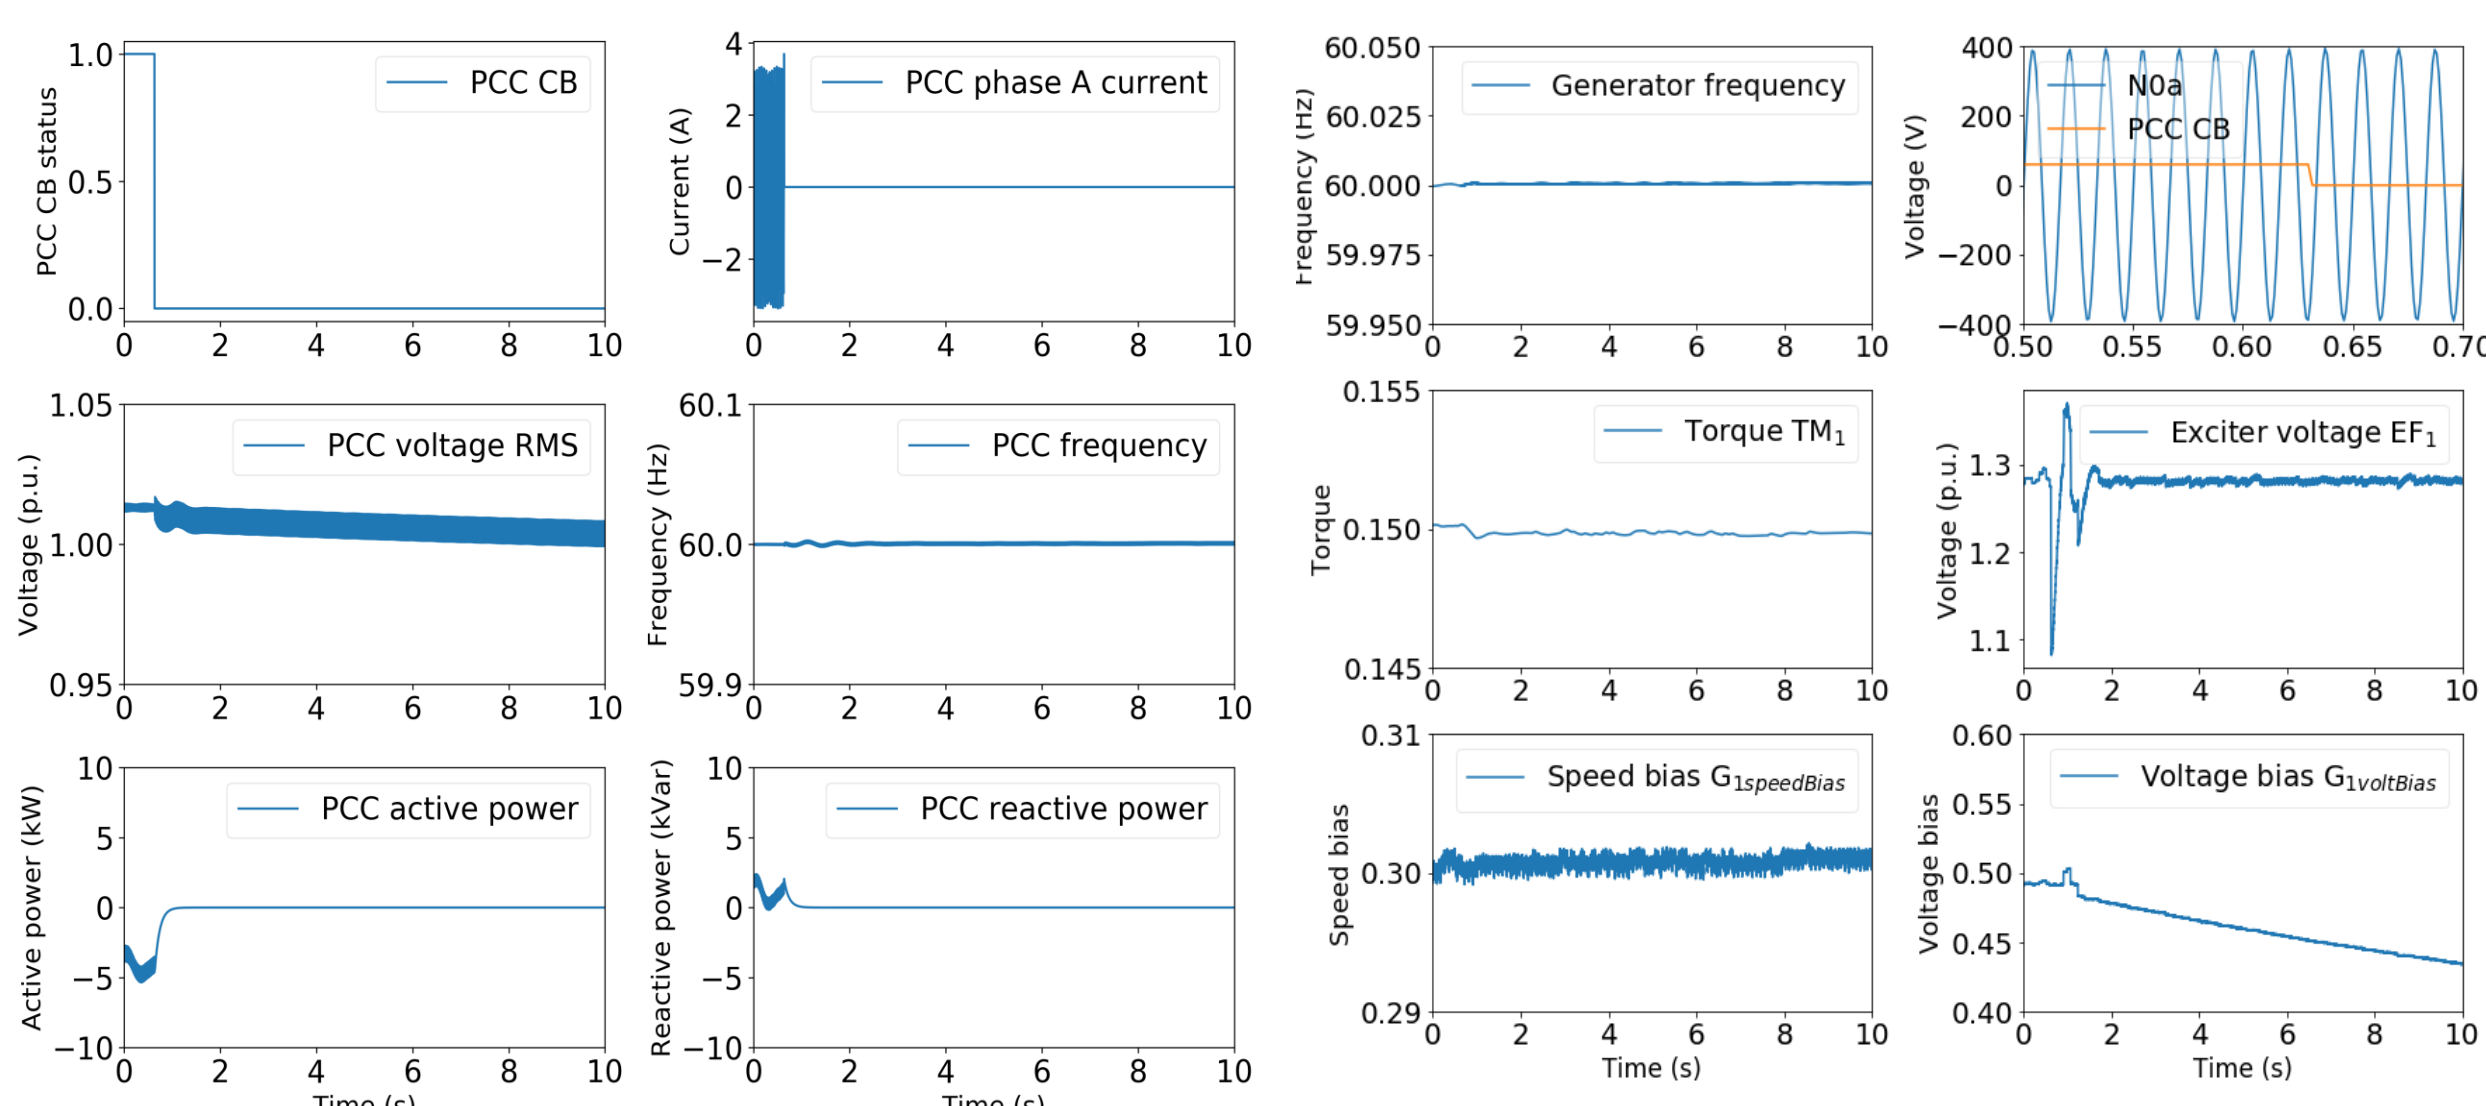 PCC CB status
1.0
0.5
0.0
PCC CB
0 2 4 6 8 10
Current (A)
4
2
0
−2
PCC phase A current
0 2 4 6 8 10
Frequency (Hz)
60.050
60.025
60.000
59.975
59.950
Generator frequency
0 2 4 6 8 10
Voltage (V)
400
200
0
−200
−400
N0a
PCC CB
0.50 0.55 0.60 0.65 0.70
Voltage (p.u.)
1.05
1.00
0.95
PCC voltage RMS
0 2 4 6 8 10
Frequency (Hz)
60.1
60.0
59.9
PCC frequency
0 2 4 6 8 10
Torque
0.155
0.150
0.145
Torque TM1
0 2 4 6 8 10
Voltage (p.u.)
1.3
1.2
1.1
Exciter voltage EF1
0 2 4 6 8 10
Active power (kW)
10
5
0
−5
−10
PCC active power
0 2 4 6 8 10
Time (s)
Reactive power (kVar)
10
5
0
−5
−10
PCC reactive power
0 2 4 6 8 10
Time (s)
Speed bias
0.31
0.30
0.29
Speed bias G1speedBias
0 2 4 6 8 10
Time (s)
Voltage bias
0.60
0.55
0.50
0.45
0.40
Voltage bias G1voltBias
0 2 4 6 8 10
Time (s)